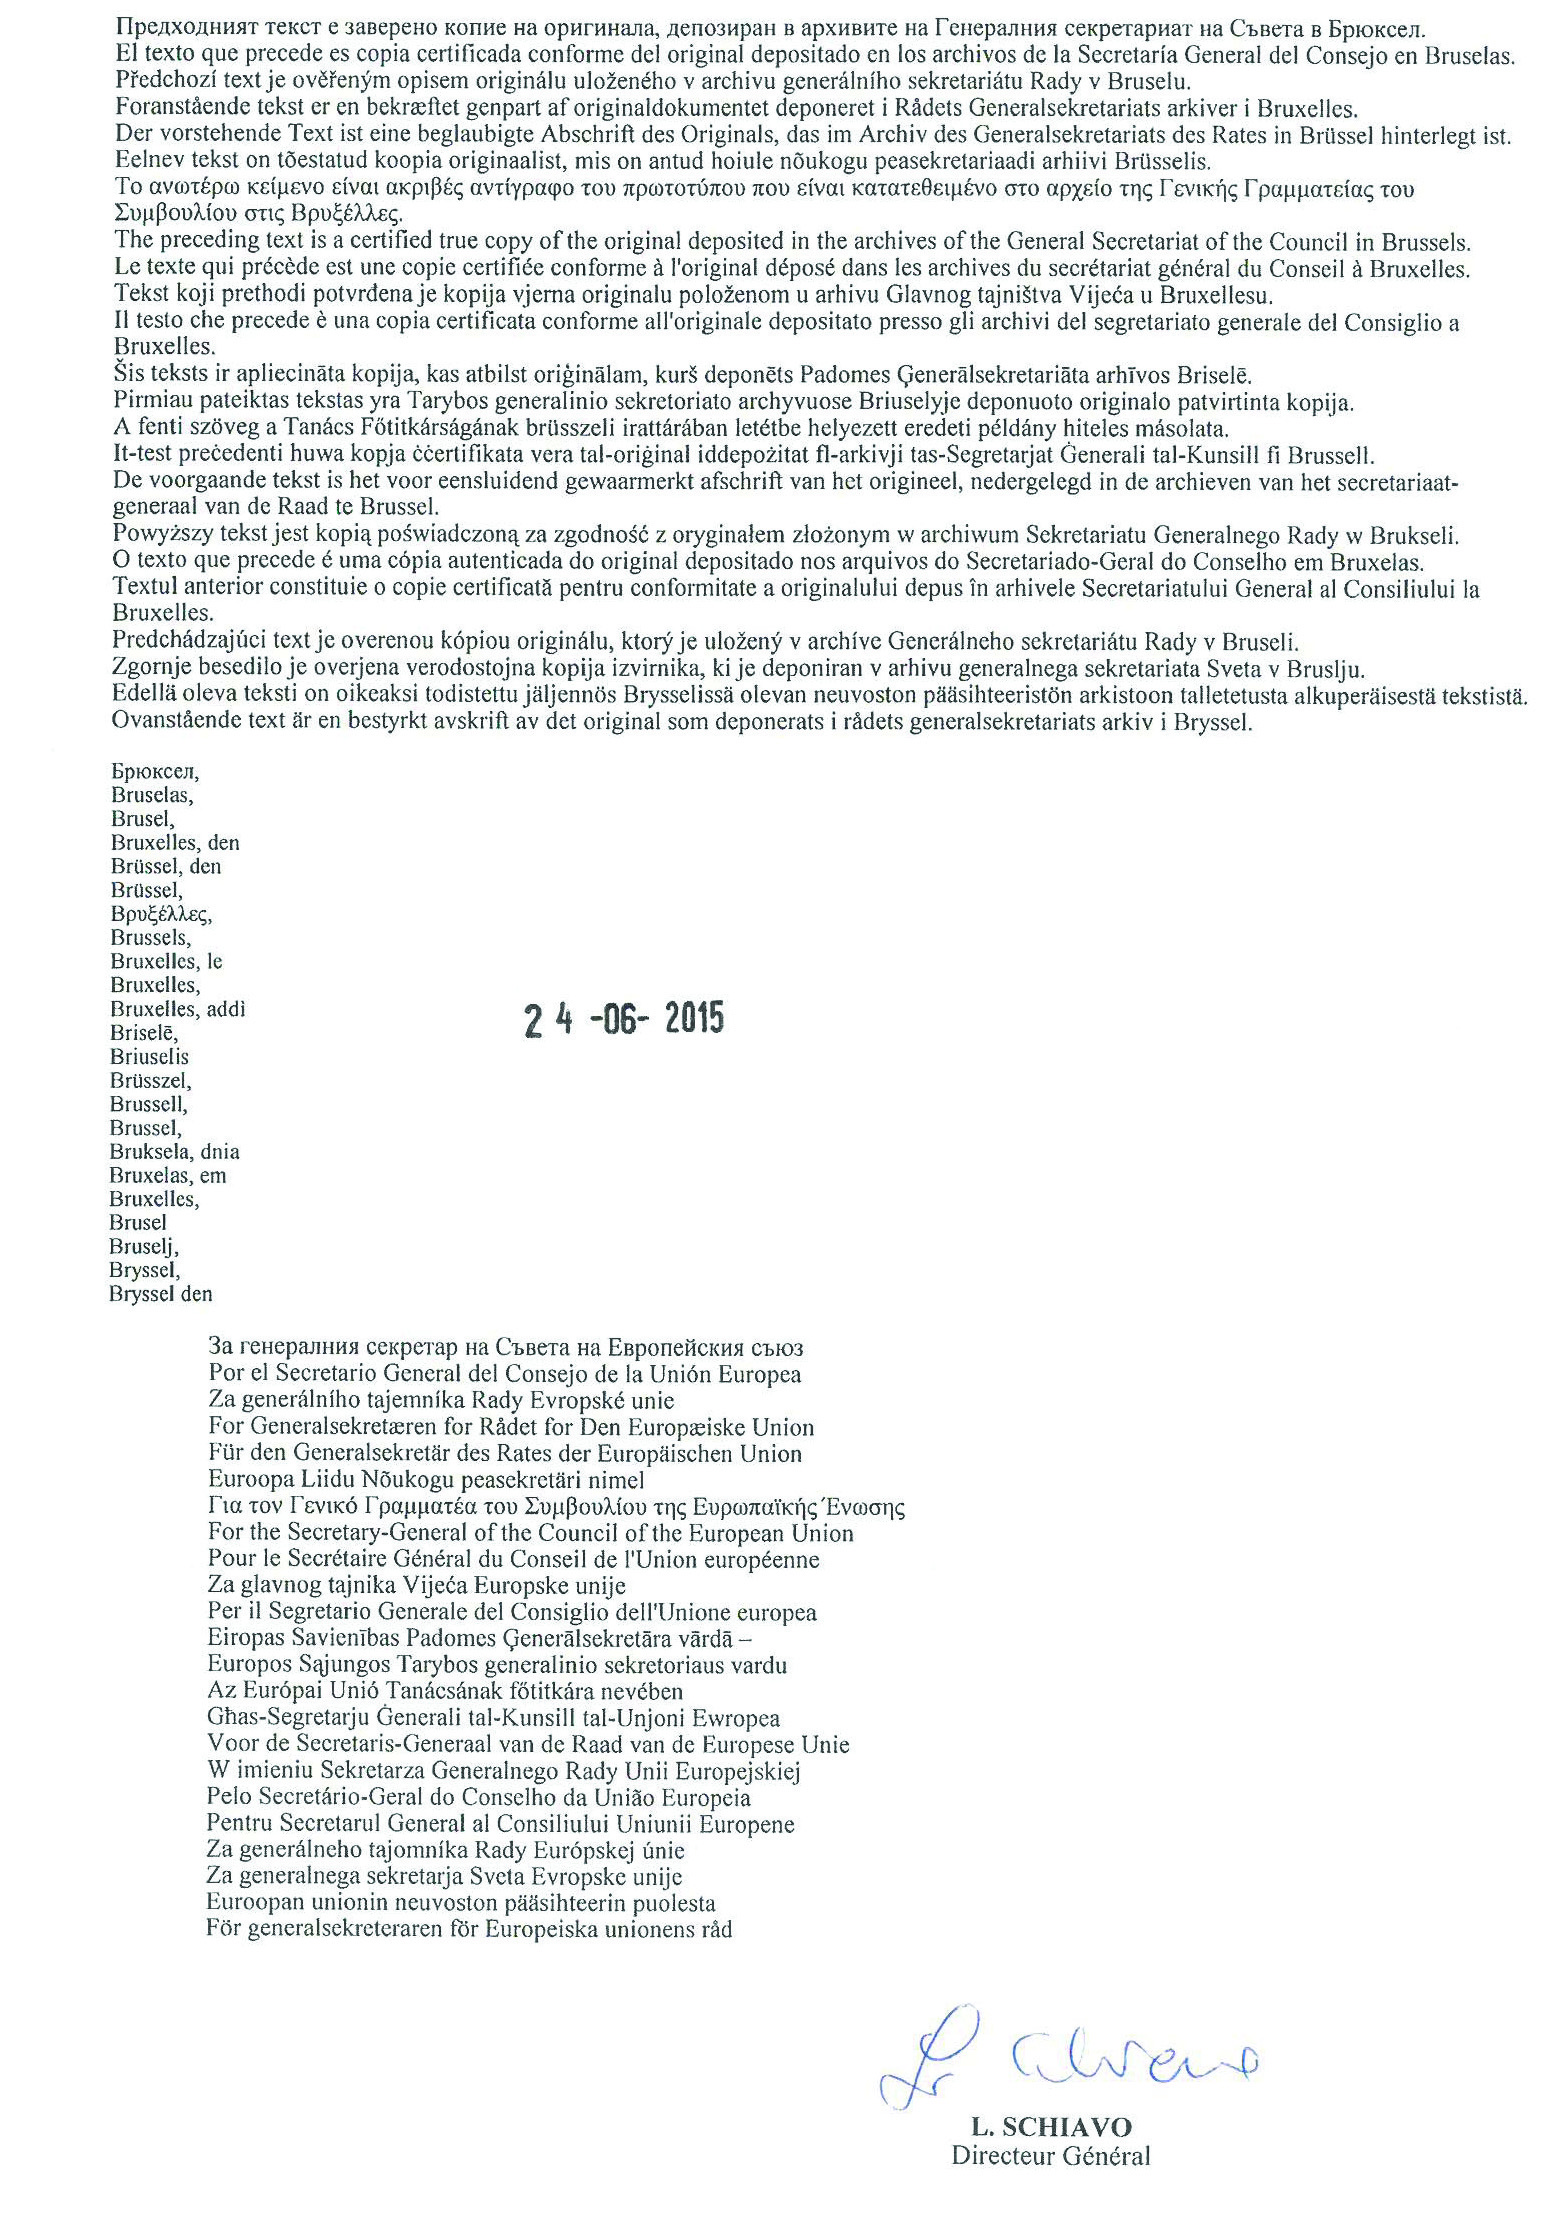 Предходният текст е заверено копие на оригинала, депозиран в архивите на Генералния секретариат на Съвета в Брюксел.
El texto que precede es copia certificada conforme del original depositado en los archivos de la Secretaría General del Consejo en Bruselas.
Předchozí text je ověřeným opisem originálu uloženého v archivu generálního sekretariátu Rady v Bruselu.
Foranstående tekst er en bekræftet genpart af originaldokumentet deponeret i Rådets Generalsekretariats arkiver i Bruxelles.
Der vorstehende Text ist eine beglaubigte Abschrift des Originals, das im Archiv des Generalsekretariats des Rates in Brüssel hinterlegt ist.
Eelnev tekst on tõestatud koopia originaalist, mis on antud hoiule nõukogu peasekretariaadi arhiivi Brüsselis.
Το ανωτέρω κείμενο είναι ακριβές αντίγραφο του πρωτοτύπου που είναι κατατεθειμένο στο αρχείο της Γενικής Γραμματείας του
Συμβουλίου στις Βρυξέλλες.
The preceding text is a certified true copy of the original deposited in the archives of the General Secretariat of the Council in Brussels.
Le texte qui précède est une copie certifiée conforme à l'original déposé dans les archives du secrétariat général du Conseil à Bruxelles.
Tekst koji prethodi potvrđena je kopija vjerna originalu položenom u arhivu Glavnog tajništva Vijeća u Bruxellesu.
Il testo che precede è una copia certificata conforme all'originale depositato presso gli archivi del segretariato generale del Consiglio a
Bruxelles.
Šis teksts ir apliecināta kopija, kas atbilst oriģinālam, kurš deponēts Padomes Ģenerālsekretariāta arhīvos Briselē.
Pirmiau pateiktas tekstas yra Tarybos generalinio sekretoriato archyvuose Briuselyje deponuoto originalo patvirtinta kopija.
A fenti szöveg a Tanács Főtitkárságának brüsszeli irattárában letétbe helyezett eredeti példány hiteles másolata.
It-test preċedenti huwa kopja ċċertifikata vera tal-oriġinal iddepożitat fl-arkivji tas-Segretarjat Ġenerali tal-Kunsill fi Brussell.
De voorgaande tekst is het voor eensluidend gewaarmerkt afschrift van het origineel, nedergelegd in de archieven van het secretariaat-
generaal van de Raad te Brussel.
Powyższy tekst jest kopią poświadczoną za zgodność z oryginałem złożonym w archiwum Sekretariatu Generalnego Rady w Brukseli.
O texto que precede é uma cópia autenticada do original depositado nos arquivos do Secretariado-Geral do Conselho em Bruxelas.
Textul anterior constituie o copie certificată pentru conformitate a originalului depus în arhivele Secretariatului General al Consiliului la
Bruxelles.
Predchádzajúci text je overenou kópiou originálu, ktorý je uložený v archíve Generálneho sekretariátu Rady v Bruseli.
Zgornje besedilo je overjena verodostojna kopija izvirnika, ki je deponiran v arhivu generalnega sekretariata Sveta v Bruslju.
Edellä oleva teksti on oikeaksi todistettu jäljennös Brysselissä olevan neuvoston pääsihteeristön arkistoon talletetusta alkuperäisestä tekstistä.
Ovanstående text är en bestyrkt avskrift av det original som deponerats i rådets generalsekretariats arkiv i Bryssel.
Брюксел,
Bruselas,
Brusel,
Bruxelles, den
Brüssel, den
Brüssel,
Βρυξέλλες,
Brussels,
Bruxelles, le
Bruxelles,
Bruxelles, addì
24 -06- 2015
Briselē,
Briuselis
Brüsszel,
Brussell,
Brussel,
Bruksela, dnia
Bruxelas, em
Bruxelles,
Brusel
Bruselj,
Bryssel,
Bryssel den
За генералния секретар на Съвета на Европейския съюз
Por el Secretario General del Consejo de la Unión Europea
Za generálního tajemníka Rady Evropské unie
For Generalsekretæren for Rådet for Den Europæiske Union
Für den Generalsekretär des Rates der Europäischen Union
Euroopa Liidu Nõukogu peasekretäri nimel
Για τον Γενικό Γραμματέα του Συμβουλίου της Ευρωπαϊκής Ένωσης
For the Secretary-General of the Council of the European Union
Pour le Secrétaire Général du Conseil de l'Union européenne
Za glavnog tajnika Vijeća Europske unije
Per il Segretario Generale del Consiglio dell'Unione europea
Eiropas Savienības Padomes Ģenerālsekretāra vārdā –
Europos Sąjungos Tarybos generalinio sekretoriaus vardu
Az Európai Unió Tanácsának főtitkára nevében
Għas-Segretarju Ġenerali tal-Kunsill tal-Unjoni Ewropea
Voor de Secretaris-Generaal van de Raad van de Europese Unie
W imieniu Sekretarza Generalnego Rady Unii Europejskiej
Pelo Secretário-Geral do Conselho da União Europeia
Pentru Secretarul General al Consiliului Uniunii Europene
Za generálneho tajomníka Rady Európskej únie
Za generalnega sekretarja Sveta Evropske unije
Euroopan unionin neuvoston pääsihteerin puolesta
För generalsekreteraren för Europeiska unionens råd
L. SCHIAVO
Directeur Général